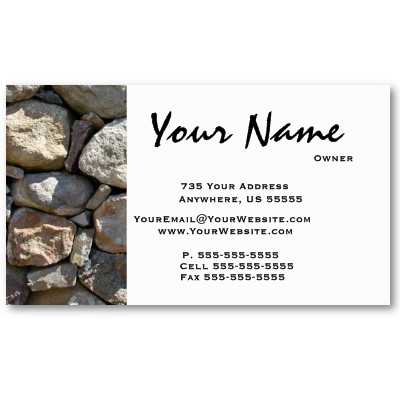 Your Name
Owner
735 Your Address
Anywhere, US 55555
YourEmail@YourWebsite.com
www.YourWebsite.com
P. 555-555-5555
Cell 555-555-5555
Fax 555-555-5555